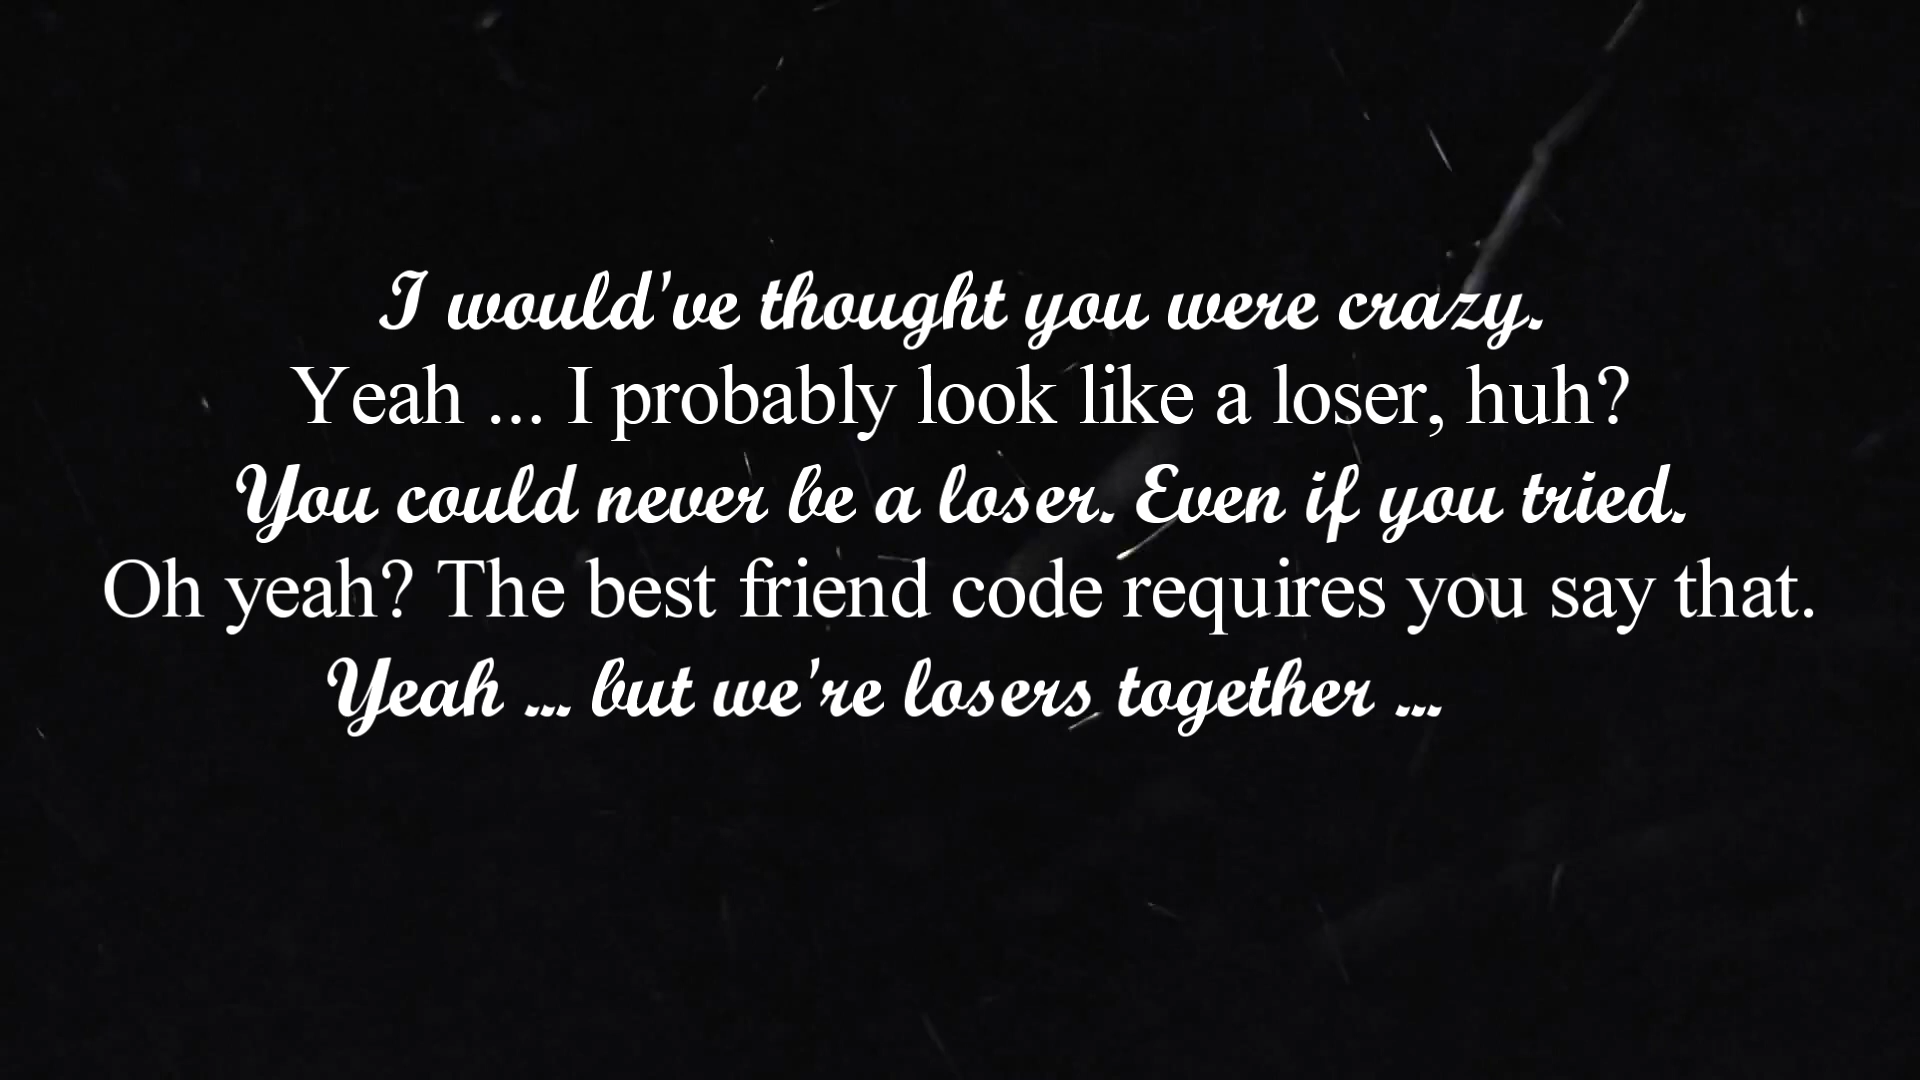 I would've thought you were crazy.
Yeah ... I probably look like a loser, huh?
You could never be a loser. Even if you tried.
Oh yeah? The best friend code requires you say that.
Yeah ... but we're losers together ...